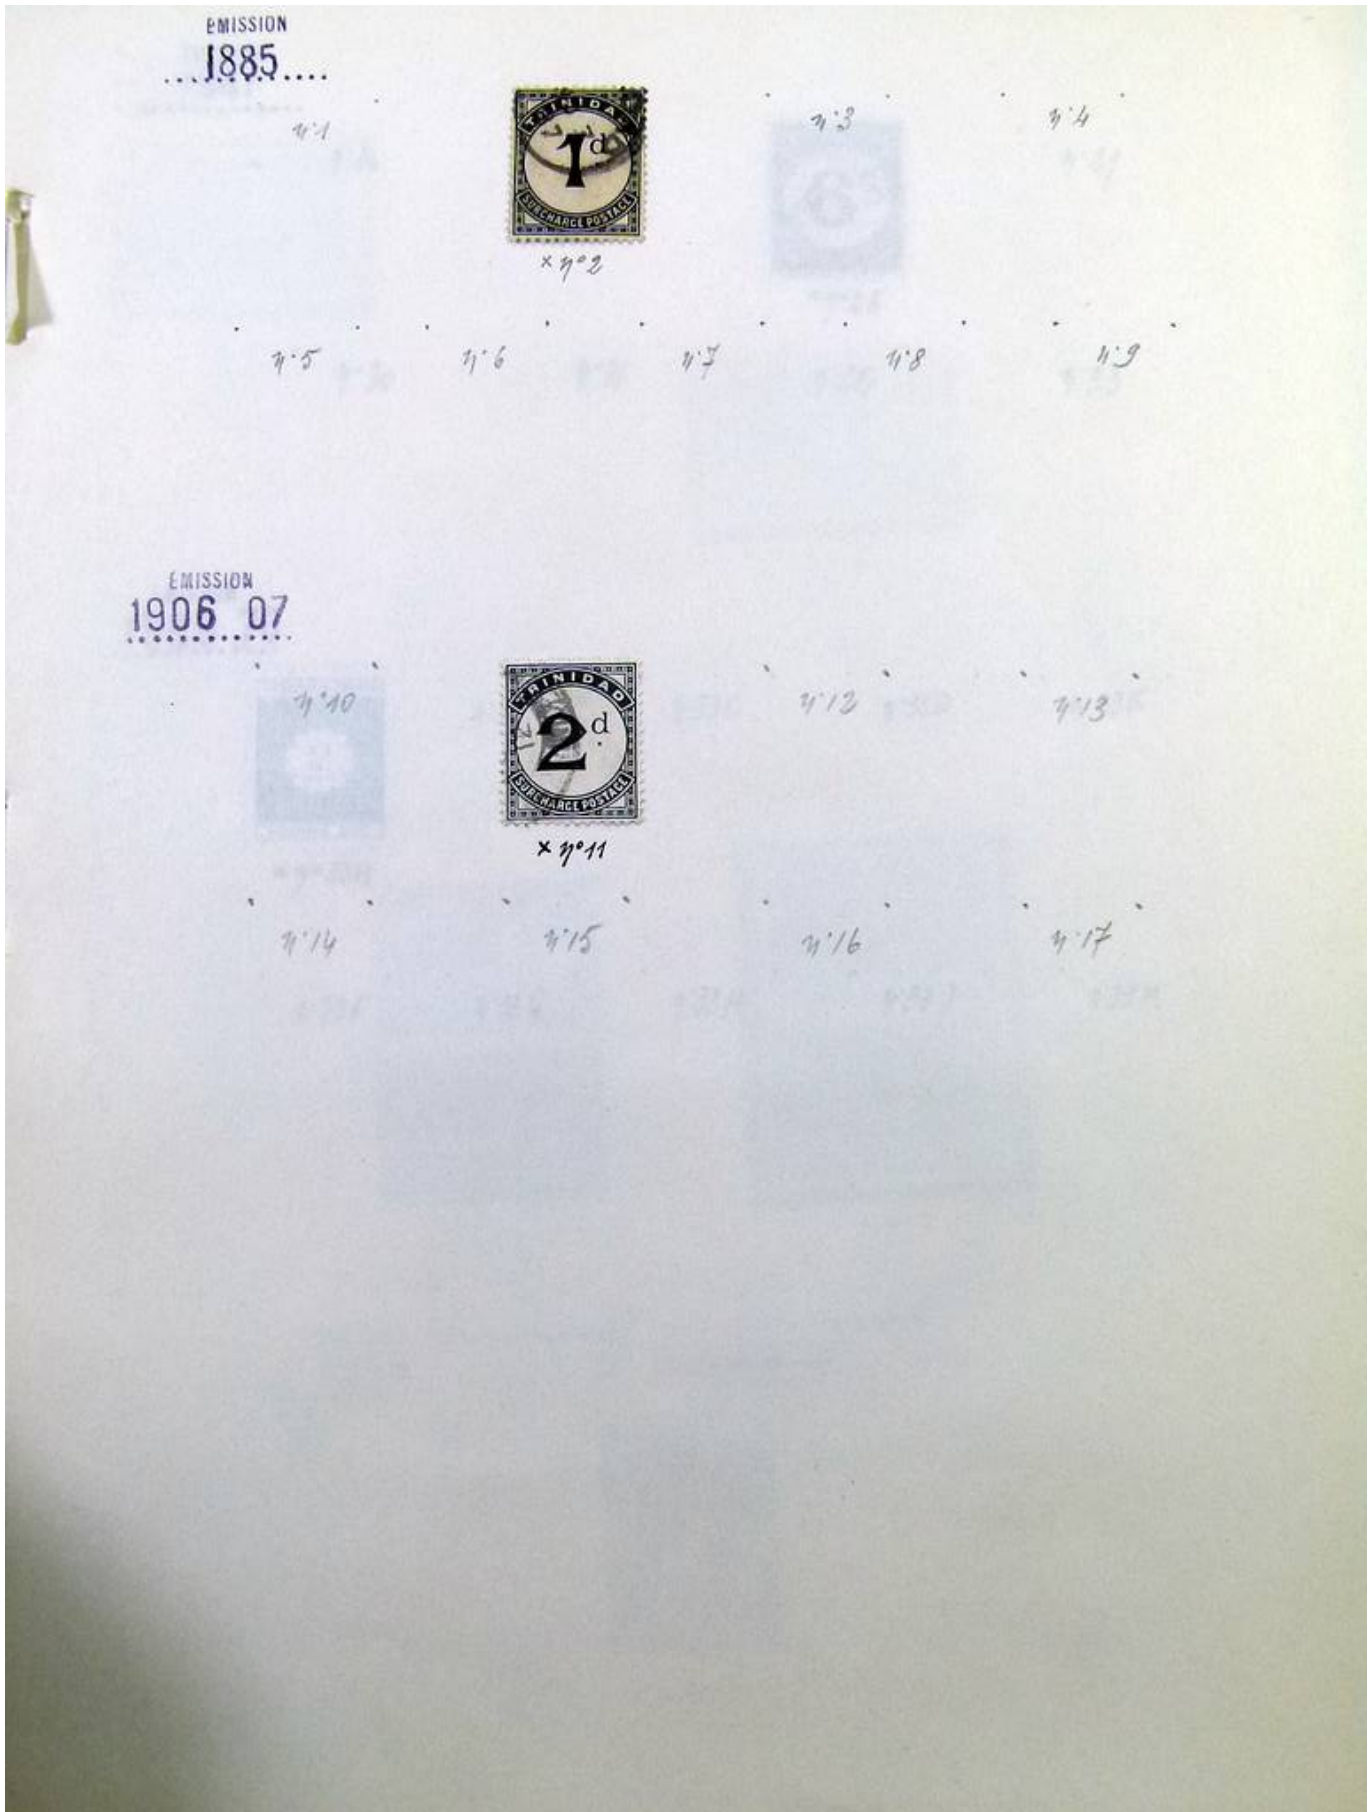 EMISSION
1885
TRINIDAD
1d
SURCHARGE POSTAGE
n°1
n°3
n°4
x n°2
n°5 n°6 n°7 n°8 n°9
EMISSION
1906 07
TRINIDAD
2d
SURCHARGE POSTAGE
n°10
n°12
n°13
x n°11
n°14 n°15 n°16 n°17